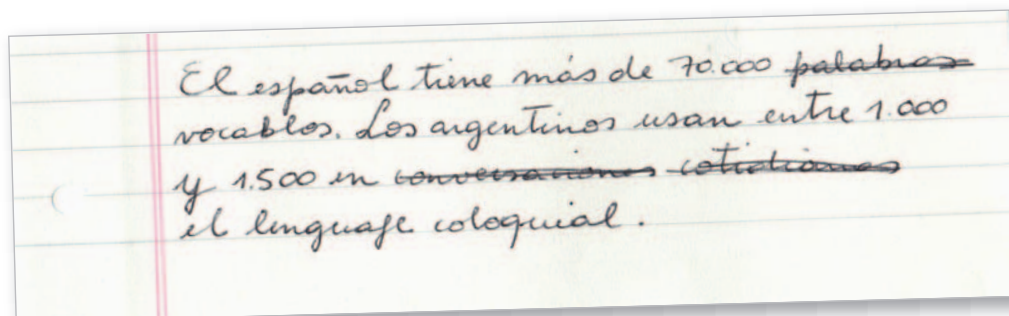 El español tiene más de 70.000 palabras
vocablos. Los argentinos usan entre 1.000
y 1.500 en conversaciones cotidianas
el lenguaje coloquial.